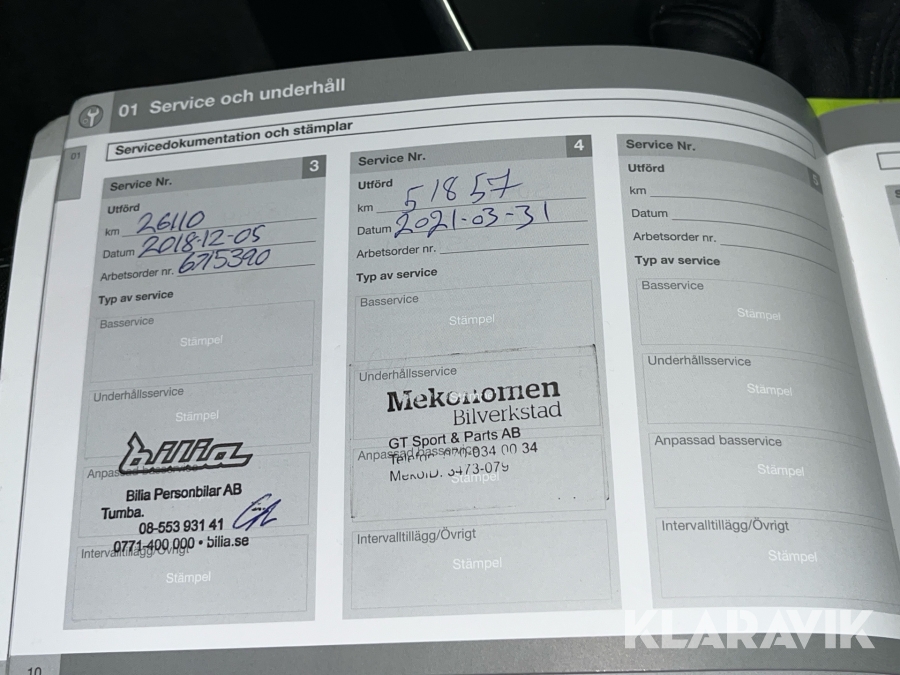 01 Service och underhåll
01
Servicedokumentation och stämplar
Service Nr. 3
Utförd
km 26110
Datum 2018-12-05
Arbetsorder nr. 6715390
Typ av service
Basservice
Stämpel
Underhållsservice
Stämpel
bilia
Anpassad basservice
Bilia Personbilar AB
Tumba.
08-553 931 41
0771-400 000 • bilia.se
Intervalltillägg/Övrigt
Stämpel
Service Nr. 4
Utförd
km 51857
Datum 2021-03-31
Arbetsorder nr.
Typ av service
Basservice
Stämpel
Underhållsservice
Mekonomen
Bilverkstad
GT Sport & Parts AB
Anpassad basservice
934 00 34
Stämpel
Intervalltillägg/Övrigt
Stämpel
Service Nr.
Utförd
km
Datum
Arbetsorder nr.
Typ av service
Basservice
Stämpel
Underhållsservice
Stämpel
Anpassad basservice
Stämpel
Intervalltillägg/Övrigt
Stämpel
10
KLARAVIK